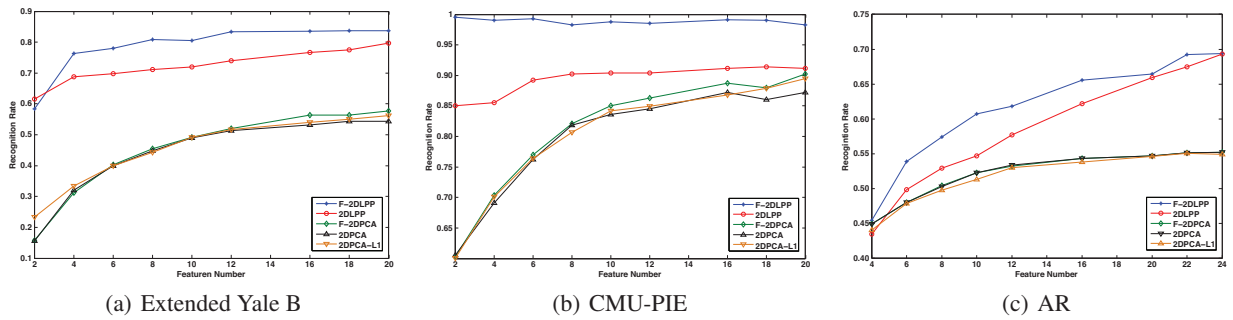 0.9
0.8
0.7
0.6
0.5
0.4
0.3
0.2
0.1
Recognition Rate
2 4 6 8 10 12 14 16 18 20
Featuren Number
F-2DLPP
2DLPP
F-2DPCA
2DPCA
2DPCA-L1
(a) Extended Yale B
1
0.95
0.90
0.85
0.80
0.75
0.70
0.65
Recognition Rate
2 4 6 8 10 12 14 16 18 20
Feature Number
F-2DLPP
2DLPP
F-2DPCA
2DPCA
2DPCA-L1
(b) CMU-PIE
0.75
0.70
0.65
0.60
0.55
0.50
0.45
0.40
Recogintion Rate
4 6 8 10 12 14 16 18 20 22 24
Feature Number
F-2DLPP
2DLPP
F-2DPCA
2DPCA
2DPCA-L1
(c) AR